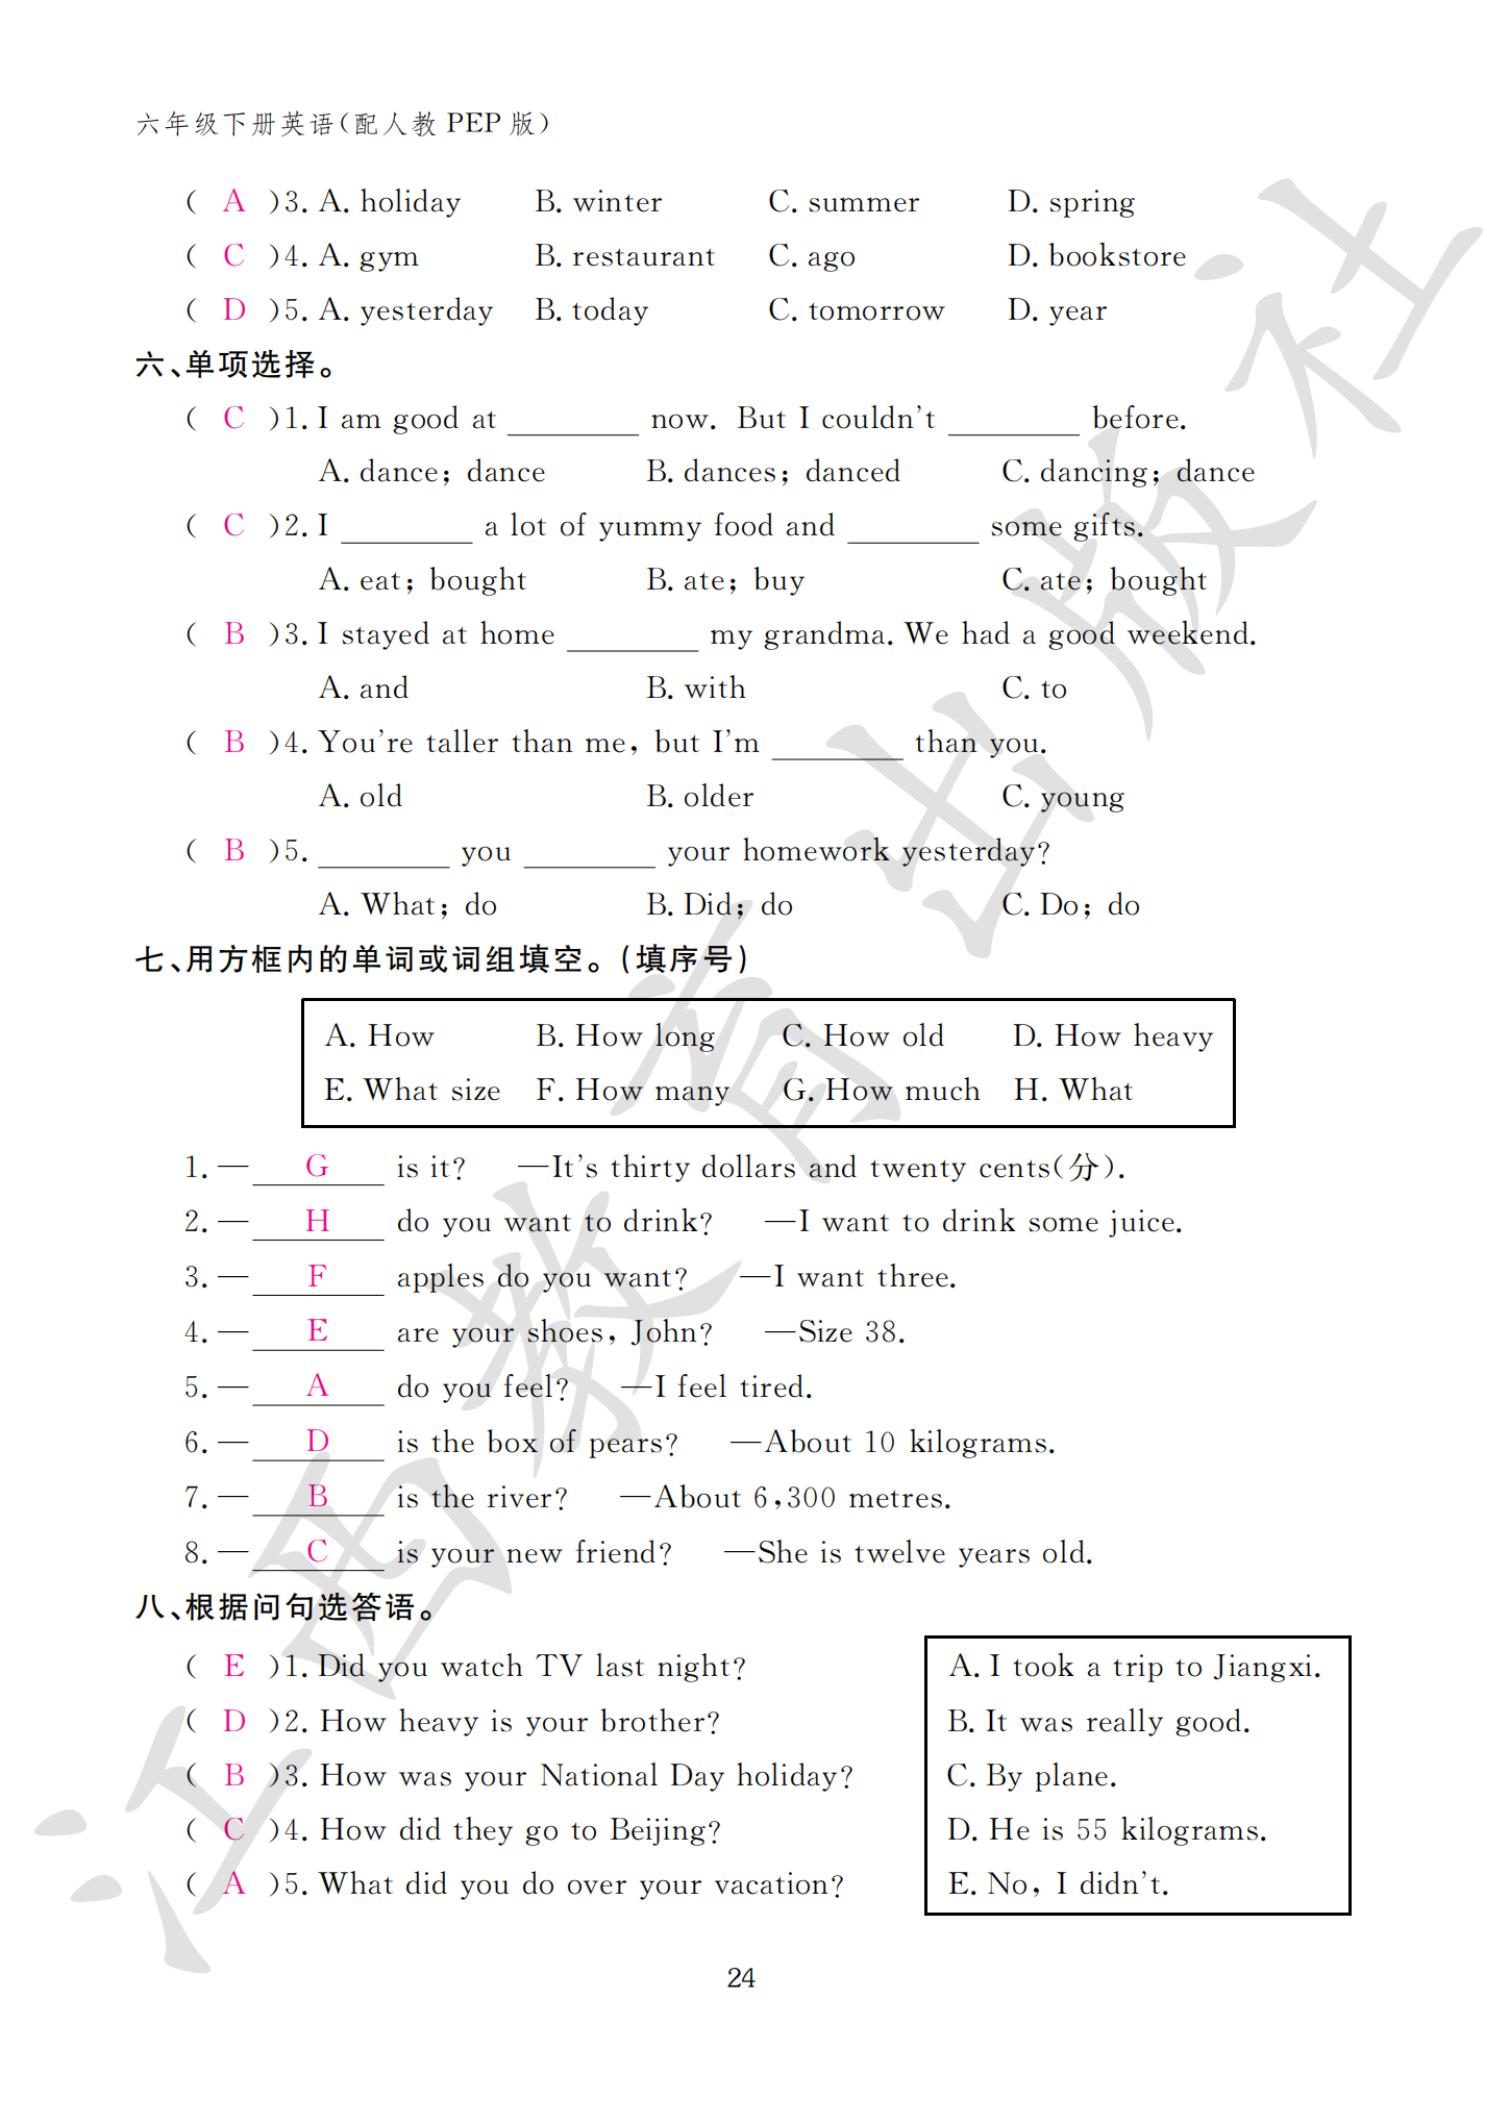 六年级下册英语(配人教 PEP 版)
( A )3. A. holiday B. winter C. summer D. spring
( C )4. A. gym B. restaurant C. ago D. bookstore
( D )5. A. yesterday B. today C. tomorrow D. year
六、单项选择。
( C )1. I am good at ________ now. But I couldn't ________ before.
A. dance; dance B. dances; danced C. dancing; dance
( C )2. I ________ a lot of yummy food and ________ some gifts.
A. eat; bought B. ate; buy C. ate; bought
( B )3. I stayed at home ________ my grandma. We had a good weekend.
A. and B. with C. to
( B )4. You're taller than me, but I'm ________ than you.
A. old B. older C. young
( B )5. ________ you ________ your homework yesterday?
A. What; do B. Did; do C. Do; do
七、用方框内的单词或词组填空。(填序号)
A. How B. How long C. How old D. How heavy
E. What size F. How many G. How much H. What
1. — G is it? —It's thirty dollars and twenty cents(分).
2. — H do you want to drink? —I want to drink some juice.
3. — F apples do you want? —I want three.
4. — E are your shoes, John? —Size 38.
5. — A do you feel? —I feel tired.
6. — D is the box of pears? —About 10 kilograms.
7. — B is the river? —About 6,300 metres.
8. — C is your new friend? —She is twelve years old.
八、根据问句选答语。
( E )1. Did you watch TV last night?
( D )2. How heavy is your brother?
( B )3. How was your National Day holiday?
( C )4. How did they go to Beijing?
( A )5. What did you do over your vacation?
A. I took a trip to Jiangxi.
B. It was really good.
C. By plane.
D. He is 55 kilograms.
E. No, I didn't.
24
江西教育出版社